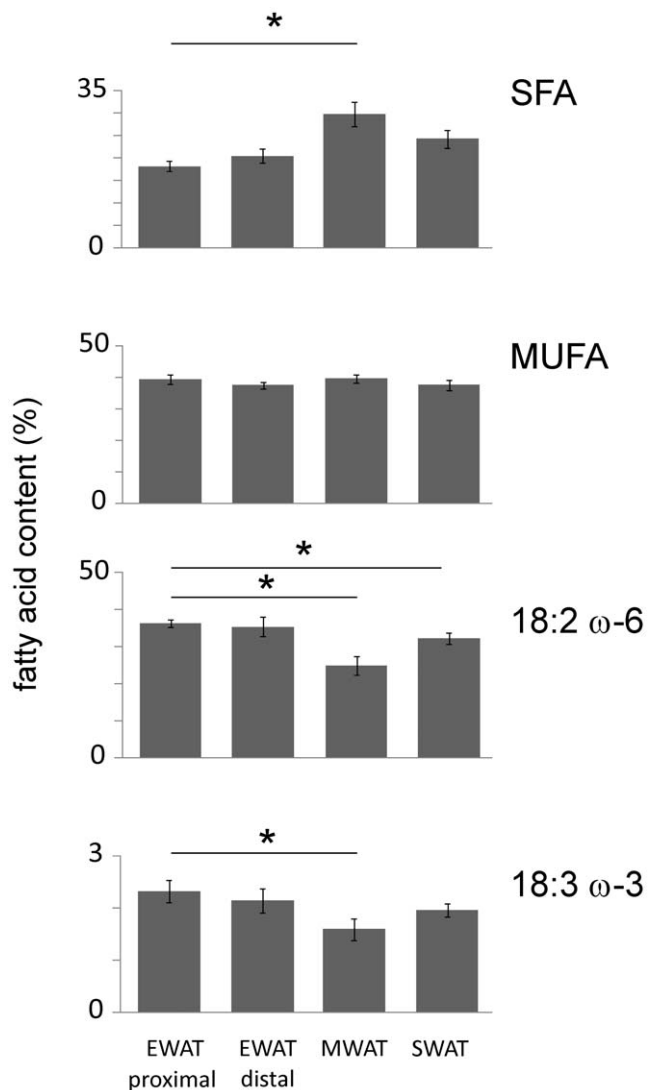 *
35
SFA
0
50
MUFA
0
fatty acid content (%)
*
*
50
18:2 ω-6
0
*
3
18:3 ω-3
0
EWAT proximal
EWAT distal
MWAT
SWAT